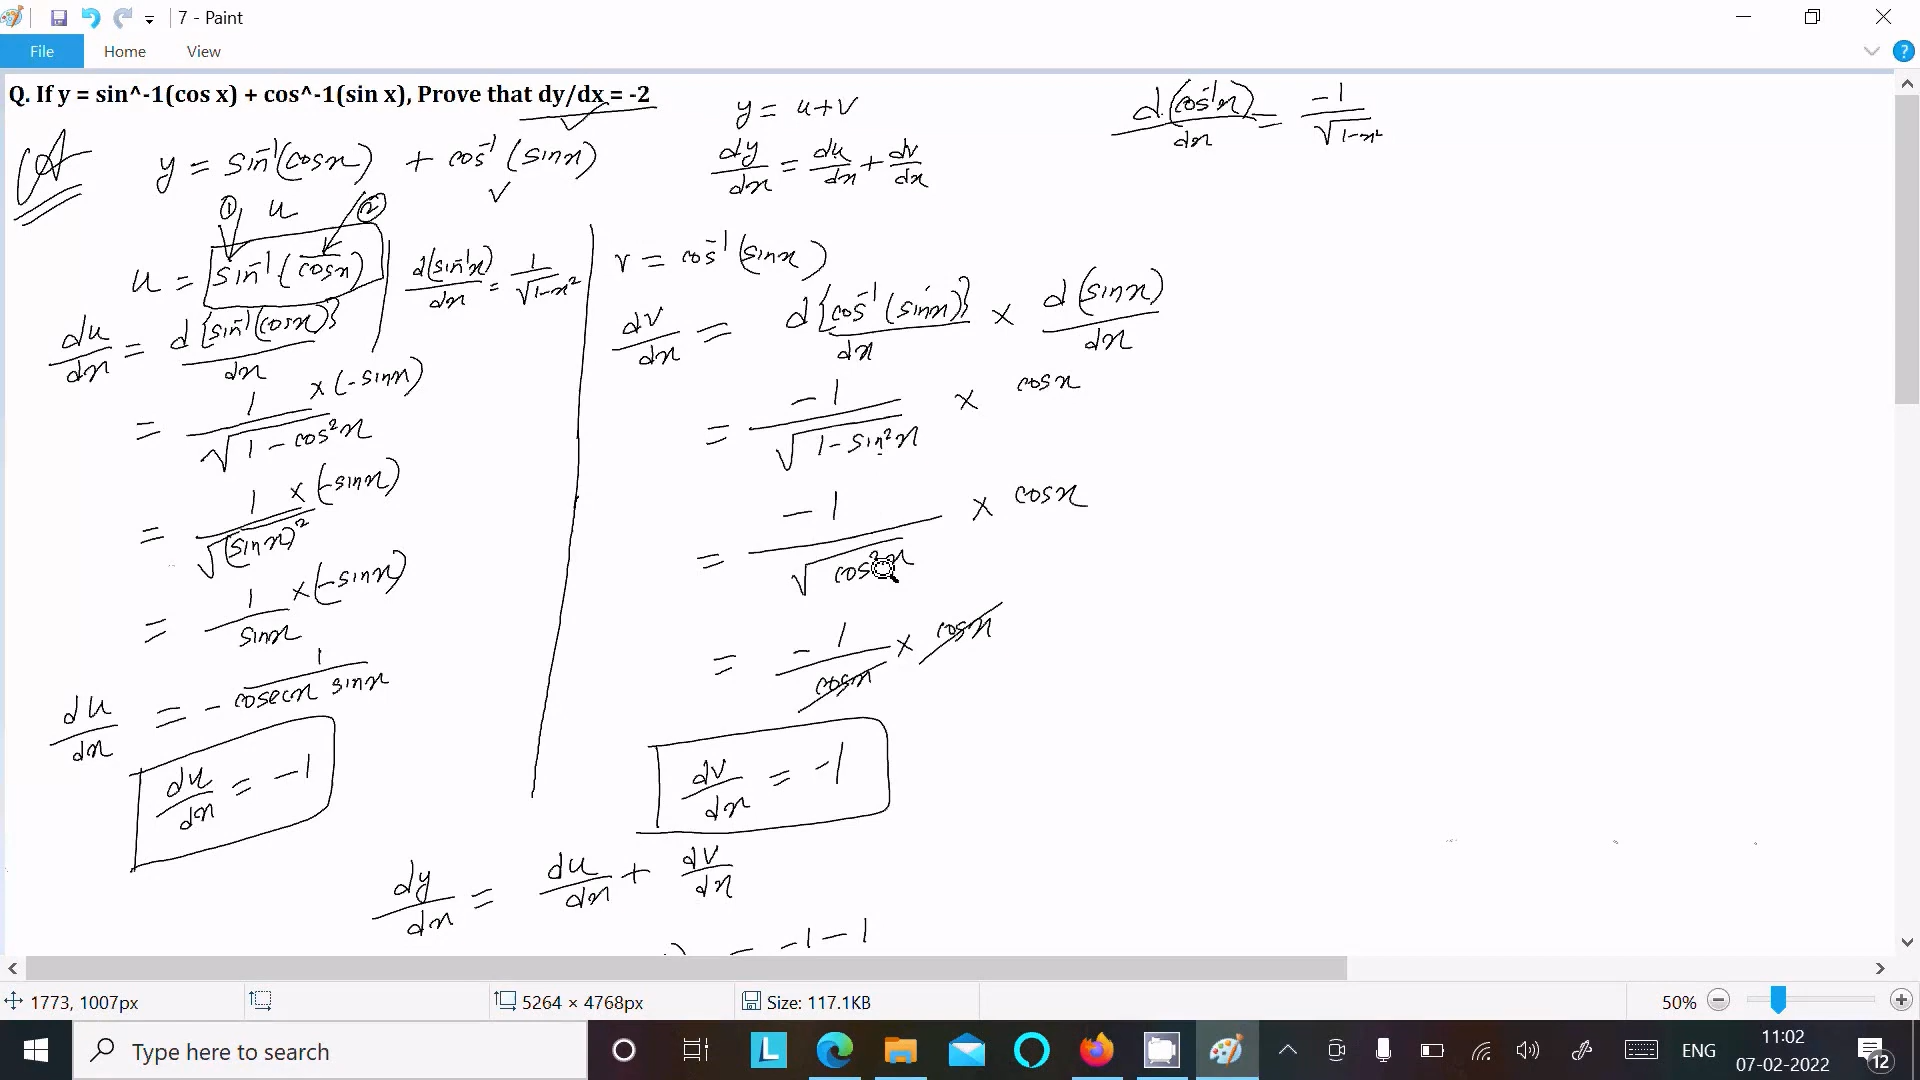 7 - Paint
File Home View
Q. If y = sin^-1(cos x) + cos^-1(sin x), Prove that dy/dx = -2
A
y = sin⁻¹(cosx) + cos⁻¹(sinx)
① u ②
u = sin⁻¹(cosx)
d(sin⁻¹x)/dx = 1/√1-x²
du/dx = d{sin⁻¹(cosx)}/dx
= 1/√1-cos²x × (-sinx)
= 1/√(sinx)² × (-sinx)
= 1/sinx × (-sinx)
du/dx = - 1/cosecx sinx
du/dx = -1
y = u+v
dy/dx = du/dx + dv/dx
d(cos⁻¹x)/dx = -1/√1-x²
v = cos⁻¹(sinx)
dv/dx = d{cos⁻¹(sinx)}/dx × d(sinx)/dx
= -1/√1-sin²x × cosx
= -1/√cos²x × cosx
= -1/cosx × cosx
dv/dx = -1
dy/dx = du/dx + dv/dx
= -1-1
1773, 1007px
5264 × 4768px
Size: 117.1KB
50%
Type here to search
L
ENG
11:02
07-02-2022
12